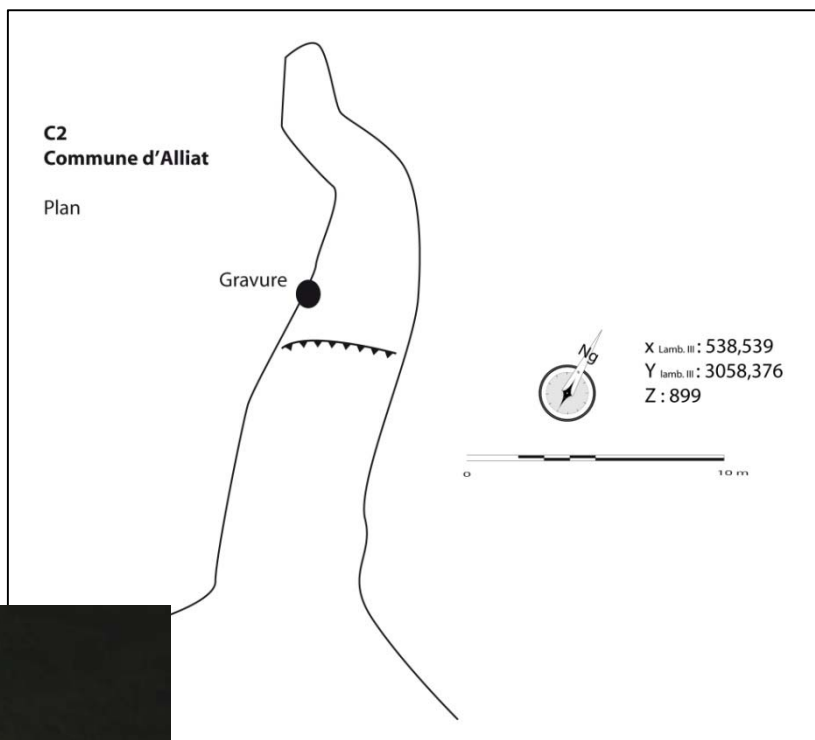 C2
Commune d'Alliat
Plan
Gravure
Ng
X Lamb. III : 538,539
Y lamb. III : 3058,376
Z : 899
0 10 m